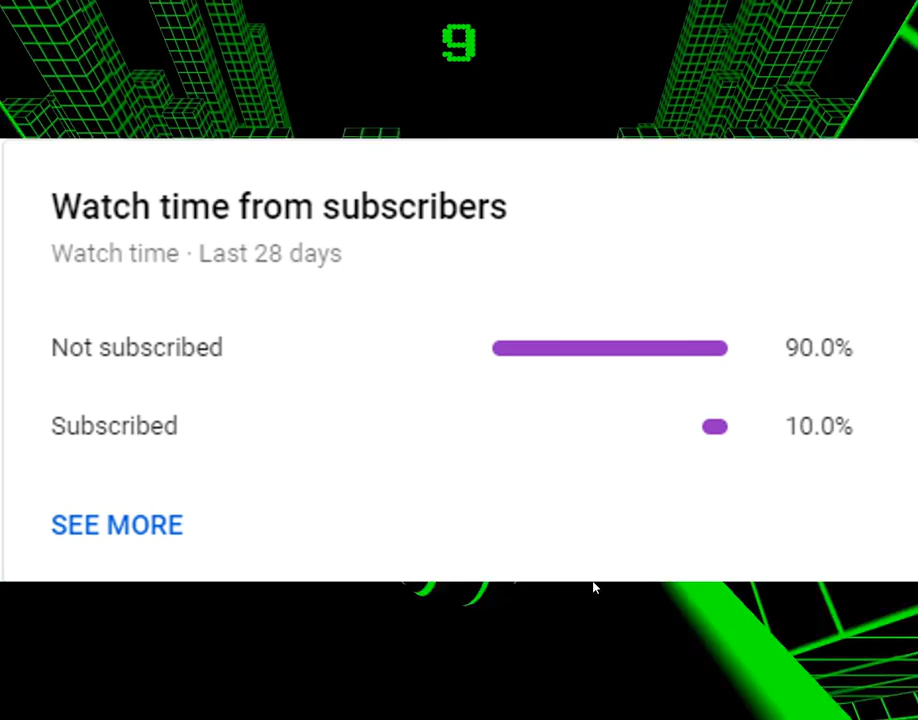 9
Watch time from subscribers
Watch time · Last 28 days
Not subscribed 90.0%
Subscribed 10.0%
SEE MORE